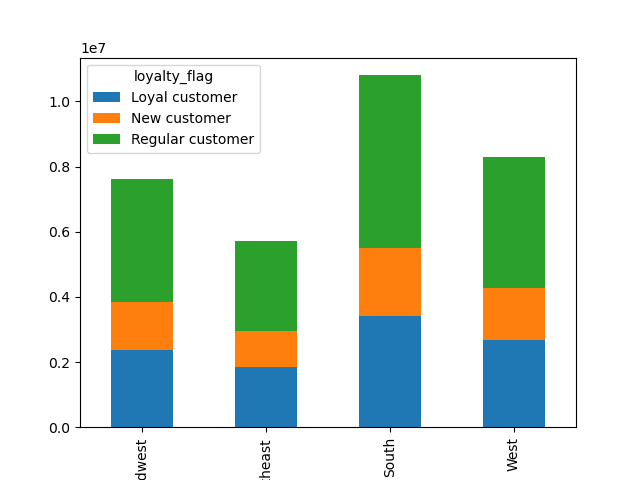 1e7
loyalty_flag
Loyal customer
New customer
Regular customer
1.0
0.8
0.6
0.4
0.2
0.0
dwest
theast
South
West